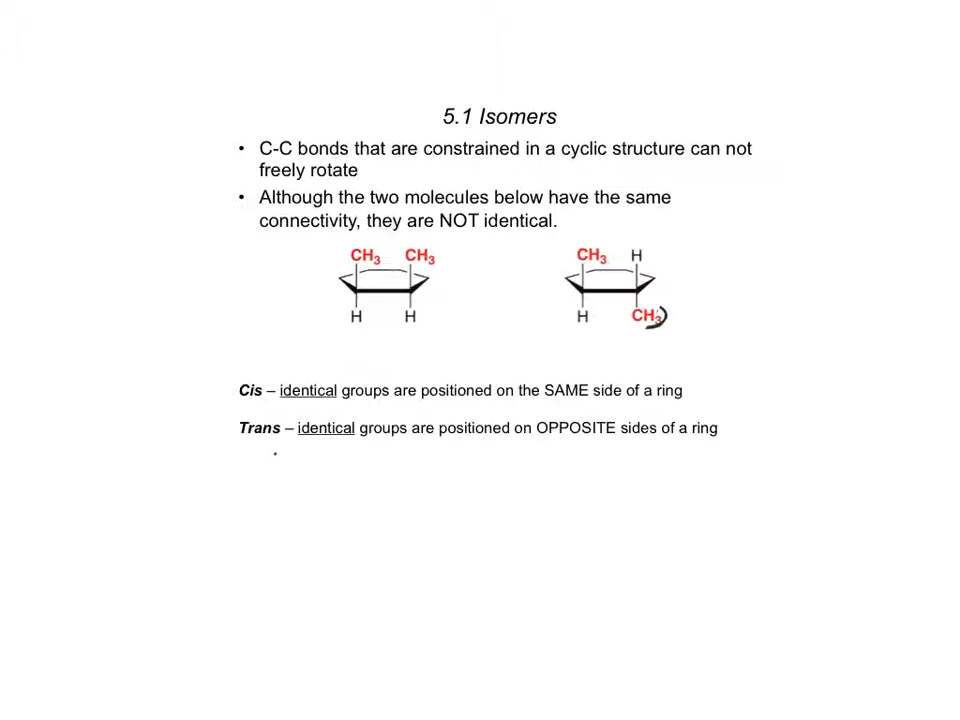 5.1 Isomers
• C-C bonds that are constrained in a cyclic structure can not
freely rotate
• Although the two molecules below have the same
connectivity, they are NOT identical.
CH3 CH3 CH3 H
H H H CH3
Cis – identical groups are positioned on the SAME side of a ring
Trans – identical groups are positioned on OPPOSITE sides of a ring